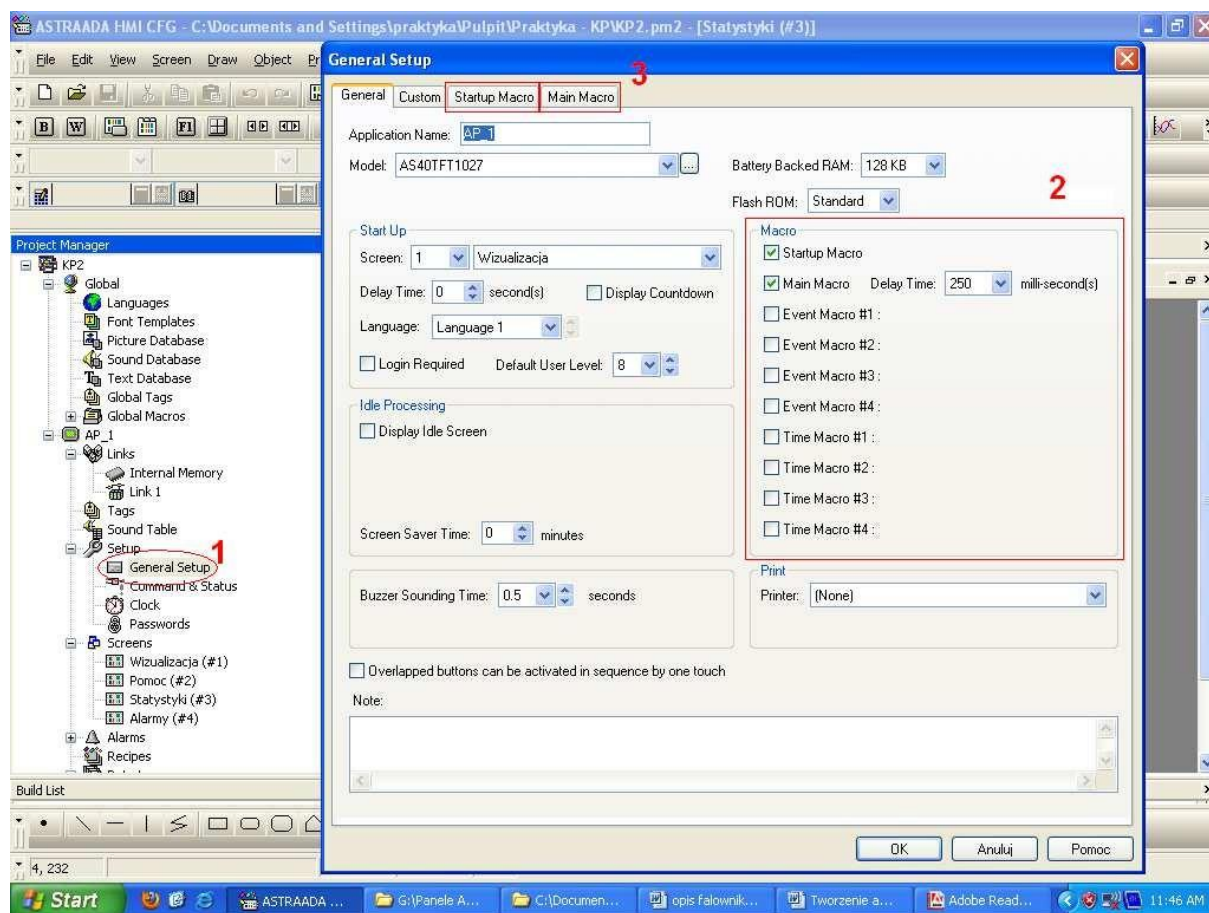 ASTRAADA HMI CFG - C:\Documents and Settings\praktyka\Pulpit\Praktyka - KP\KP2.pm2 - [Statystyki (#3)]
File Edit View Screen Draw Object
General Setup
3
General Custom Startup Macro Main Macro
Application Name: AP_1
Model: AS40TFT1027 ...
Battery Backed RAM: 128 KB
Flash ROM: Standard
2
Start Up
Screen: 1 Wizualizacja
Delay Time: 0 second(s) Display Countdown
Language: Language 1
Login Required Default User Level: 8
Idle Processing
Display Idle Screen
Screen Saver Time: 0 minutes
Buzzer Sounding Time: 0.5 seconds
Macro
Startup Macro
Main Macro Delay Time: 250 milli-second(s)
Event Macro #1 :
Event Macro #2 :
Event Macro #3 :
Event Macro #4 :
Time Macro #1 :
Time Macro #2 :
Time Macro #3 :
Time Macro #4 :
Print
Printer: (None)
Overlapped buttons can be activated in sequence by one touch
Note:
OK Anuluj Pomoc
B W F1
Project Manager
KP2
Global
Languages
Font Templates
Picture Database
Sound Database
Text Database
Global Tags
Global Macros
AP_1
Links
Internal Memory
Link 1
Tags
Sound Table
Setup
1
General Setup
Command & Status
Clock
Passwords
Screens
Wizualizacja (#1)
Pomoc (#2)
Statystyki (#3)
Alarmy (#4)
Alarms
Recipes
Build List
4, 232
Start ASTRAADA ... G:\Panele A... C:\Documen... opis falownik... Tworzenie a... Adobe Read... 11:46 AM